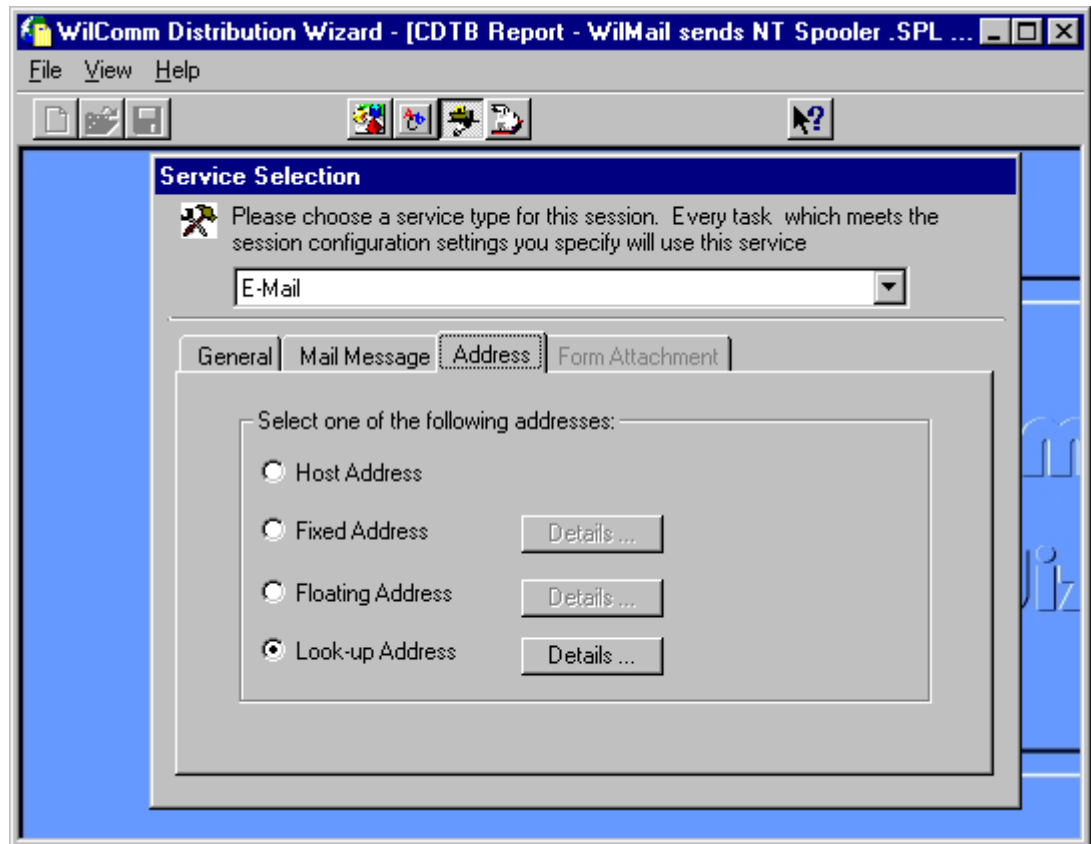 WilComm Distribution Wizard - [CDTB Report - WilMail sends NT Spooler .SPL ...
File View Help
Service Selection
Please choose a service type for this session. Every task which meets the
session configuration settings you specify will use this service
E-Mail
General Mail Message Address Form Attachment
Select one of the following addresses:
Host Address
Fixed Address Details ...
Floating Address Details ...
Look-up Address Details ...